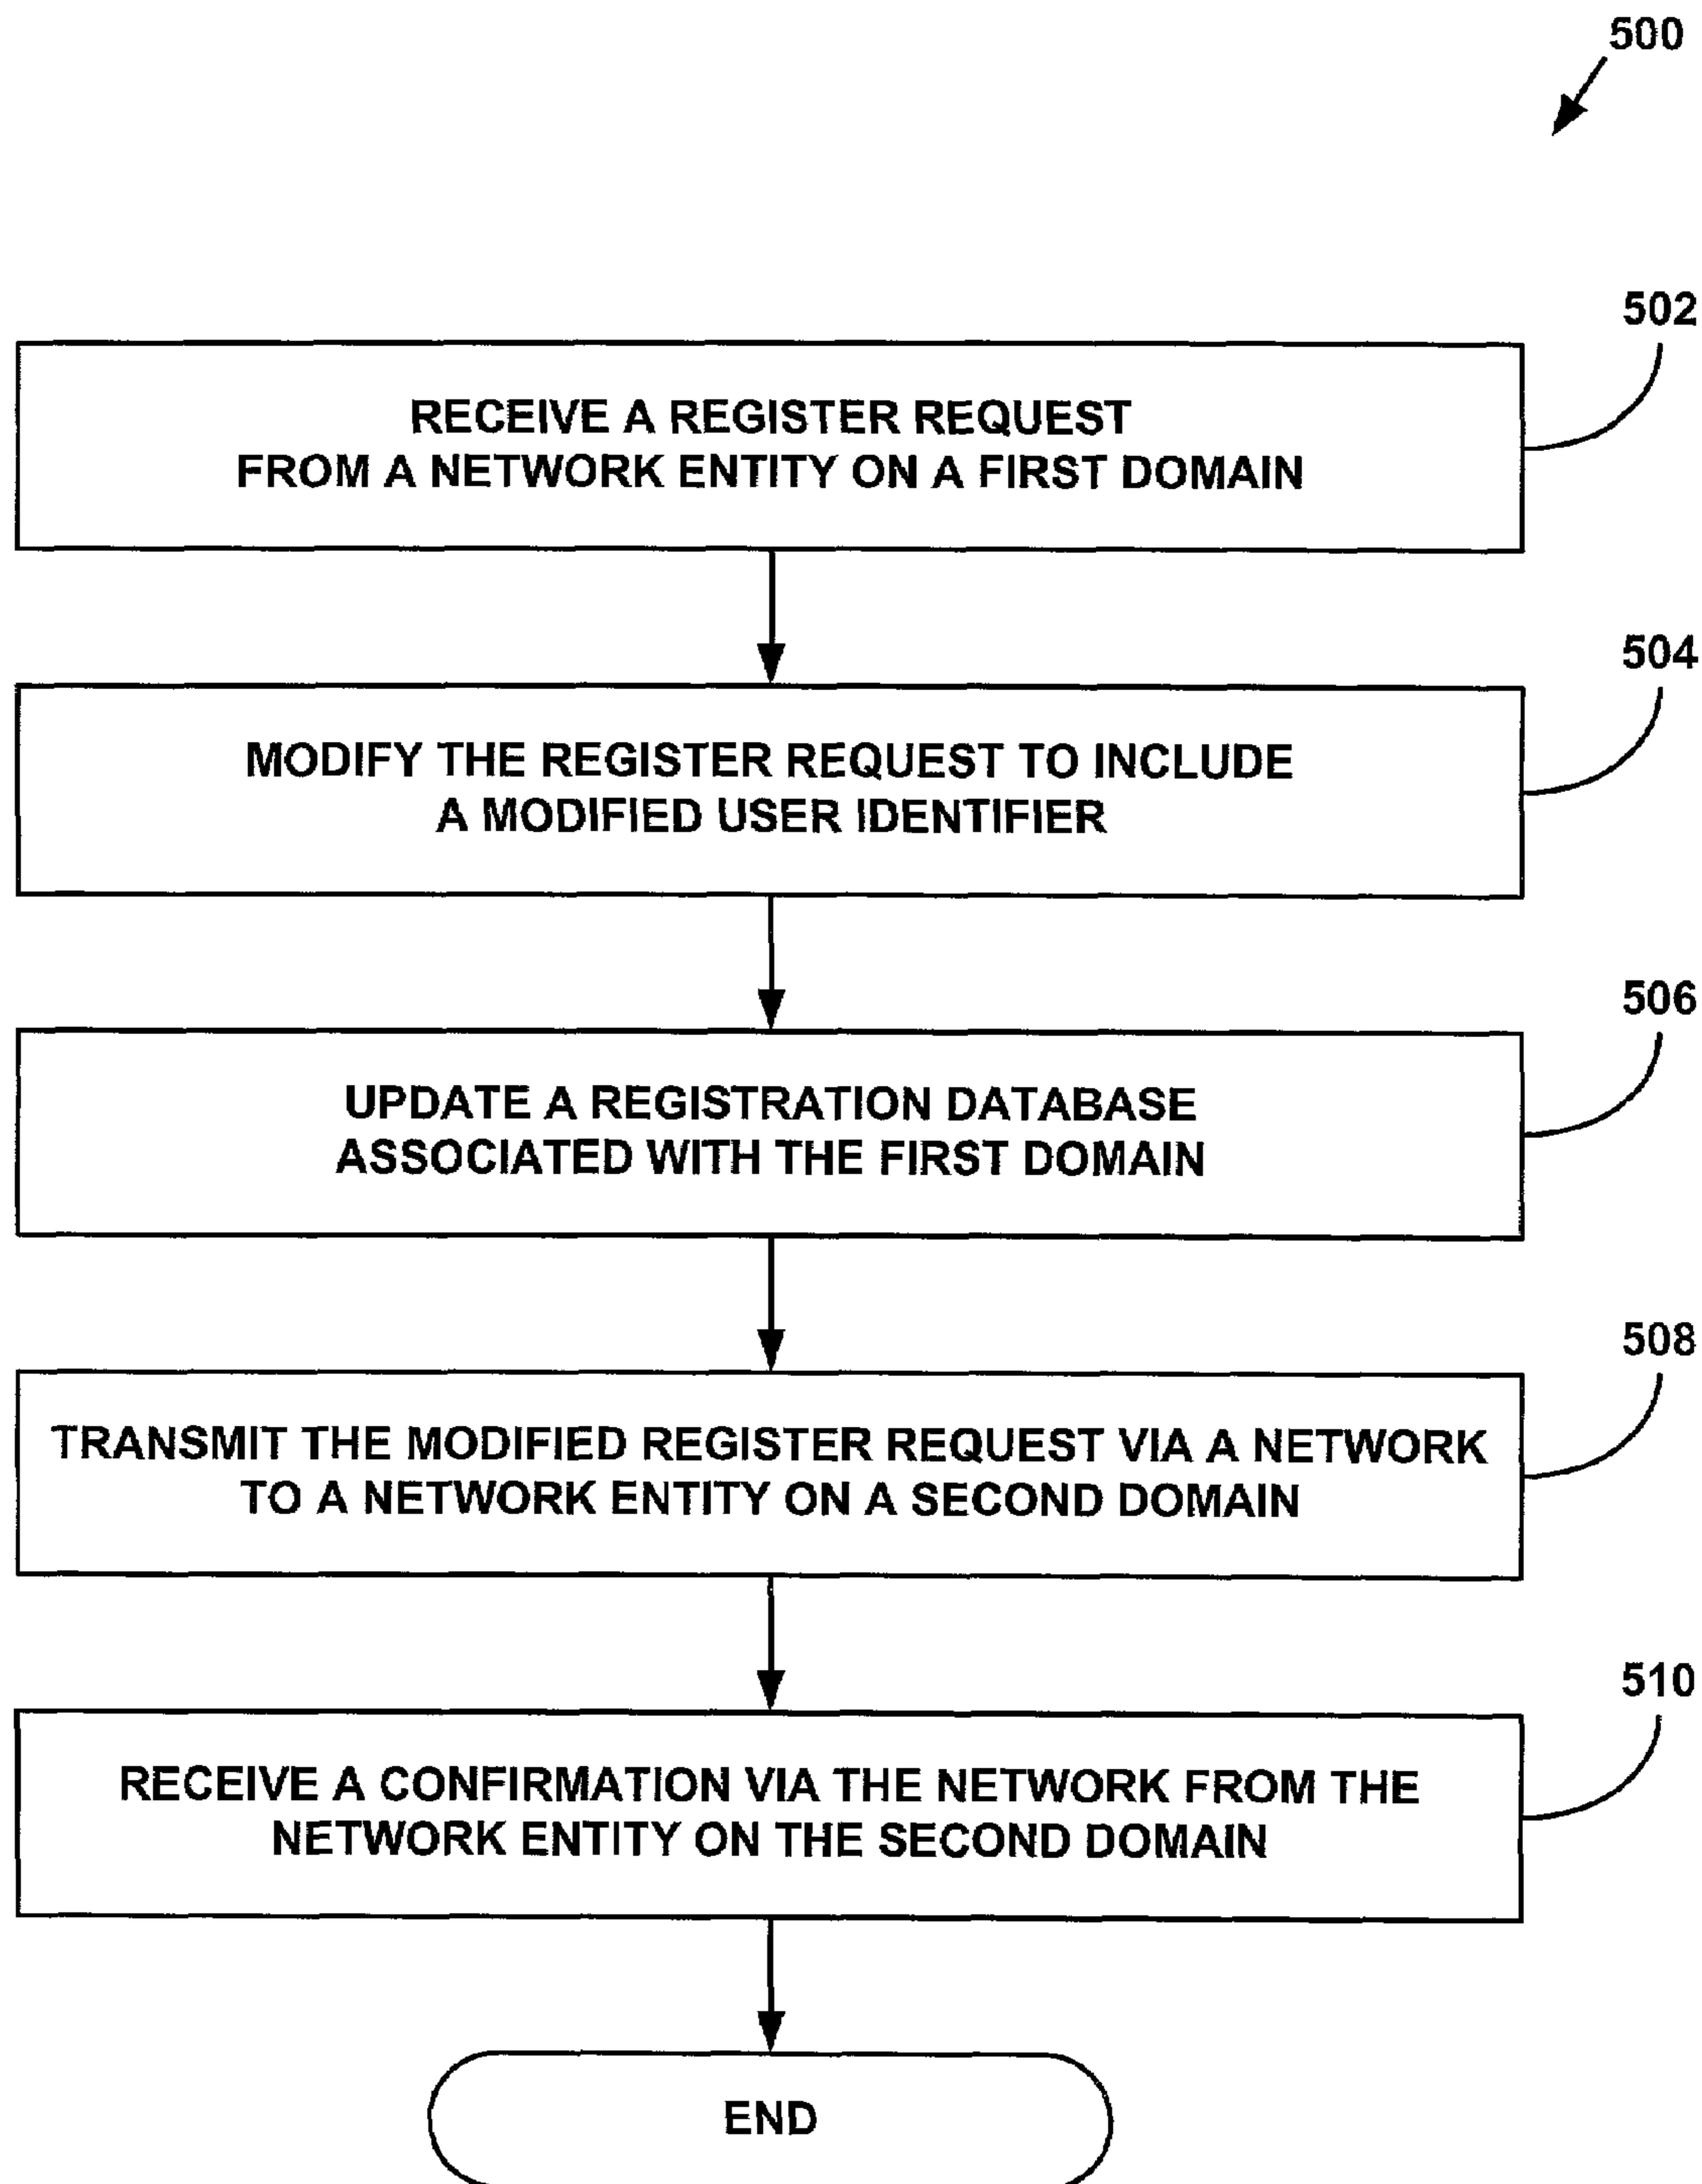 500
502
RECEIVE A REGISTER REQUEST
FROM A NETWORK ENTITY ON A FIRST DOMAIN
504
MODIFY THE REGISTER REQUEST TO INCLUDE
A MODIFIED USER IDENTIFIER
506
UPDATE A REGISTRATION DATABASE
ASSOCIATED WITH THE FIRST DOMAIN
508
TRANSMIT THE MODIFIED REGISTER REQUEST VIA A NETWORK
TO A NETWORK ENTITY ON A SECOND DOMAIN
510
RECEIVE A CONFIRMATION VIA THE NETWORK FROM THE
NETWORK ENTITY ON THE SECOND DOMAIN
END